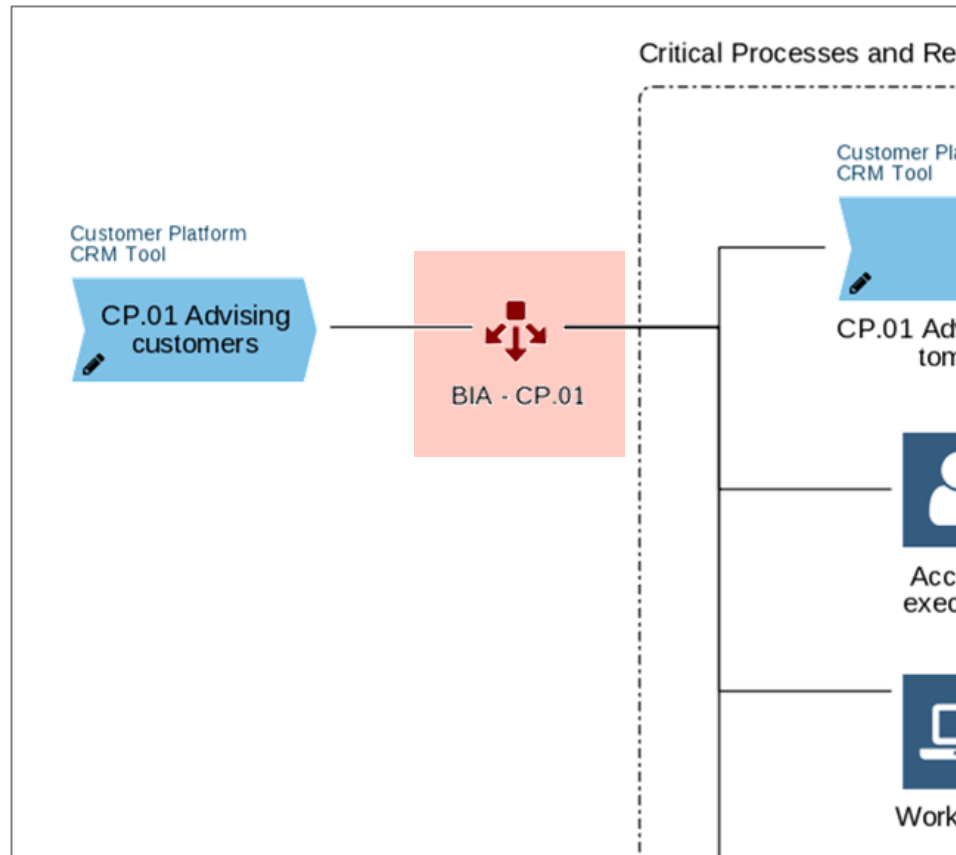 Critical Processes and Re
Customer Platform
CRM Tool
CP.01 Advising
customers
BIA - CP.01
Customer Pla
CRM Tool
CP.01 Adv
tom
Acc
exec
Work